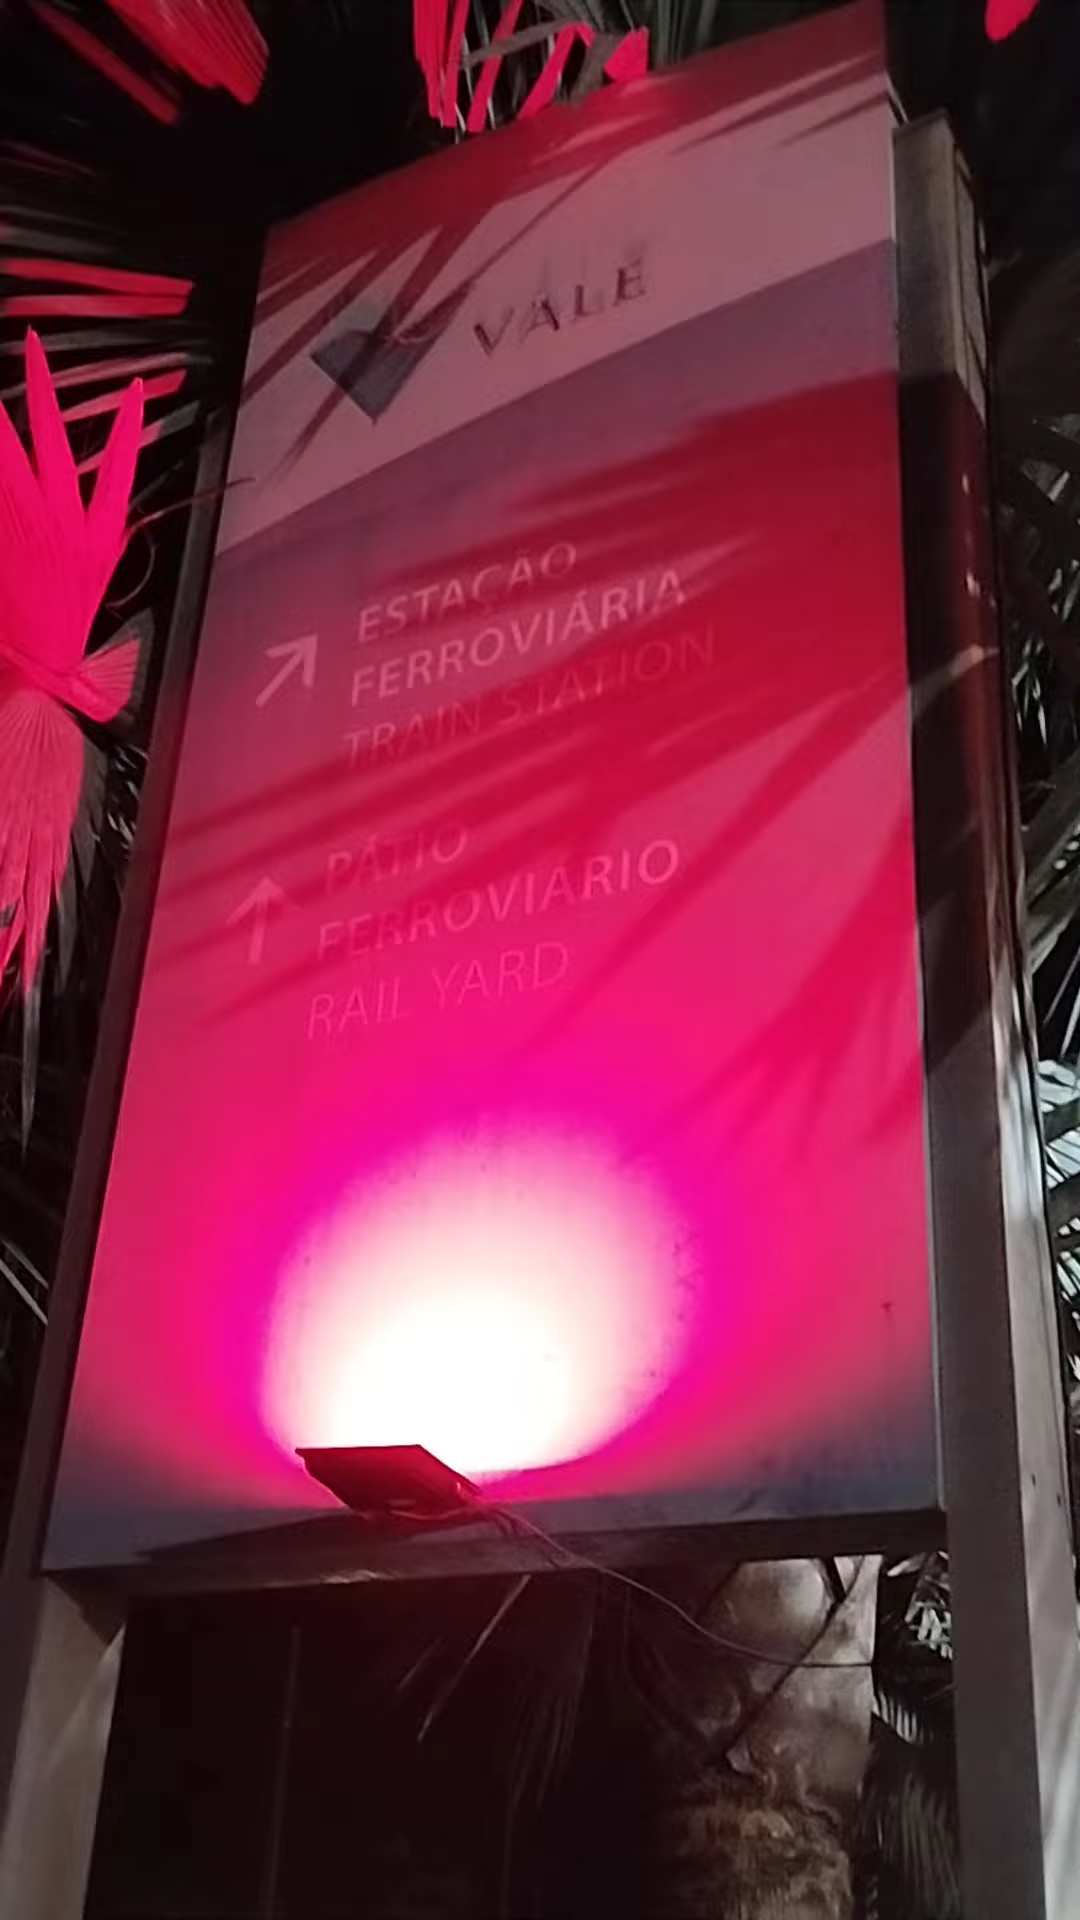 VALE
ESTAÇÃO
FERROVIÁRIA
TRAIN STATION
PÁTIO
FERROVIÁRIO
RAIL YARD